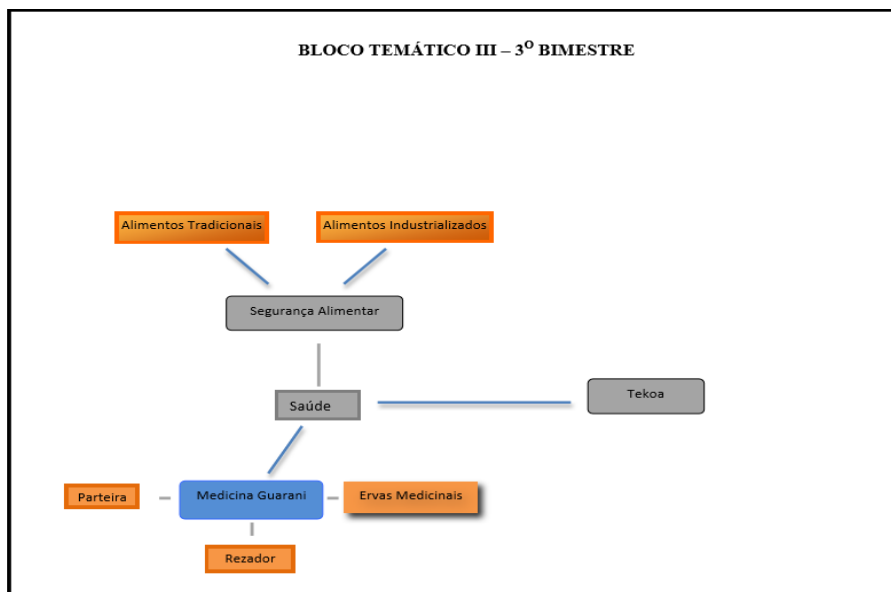 BLOCO TEMÁTICO III – 3º BIMESTRE
Alimentos Tradicionais
Alimentos Industrializados
Segurança Alimentar
Saúde
Tekoa
Parteira
Medicina Guarani
Ervas Medicinais
Rezador